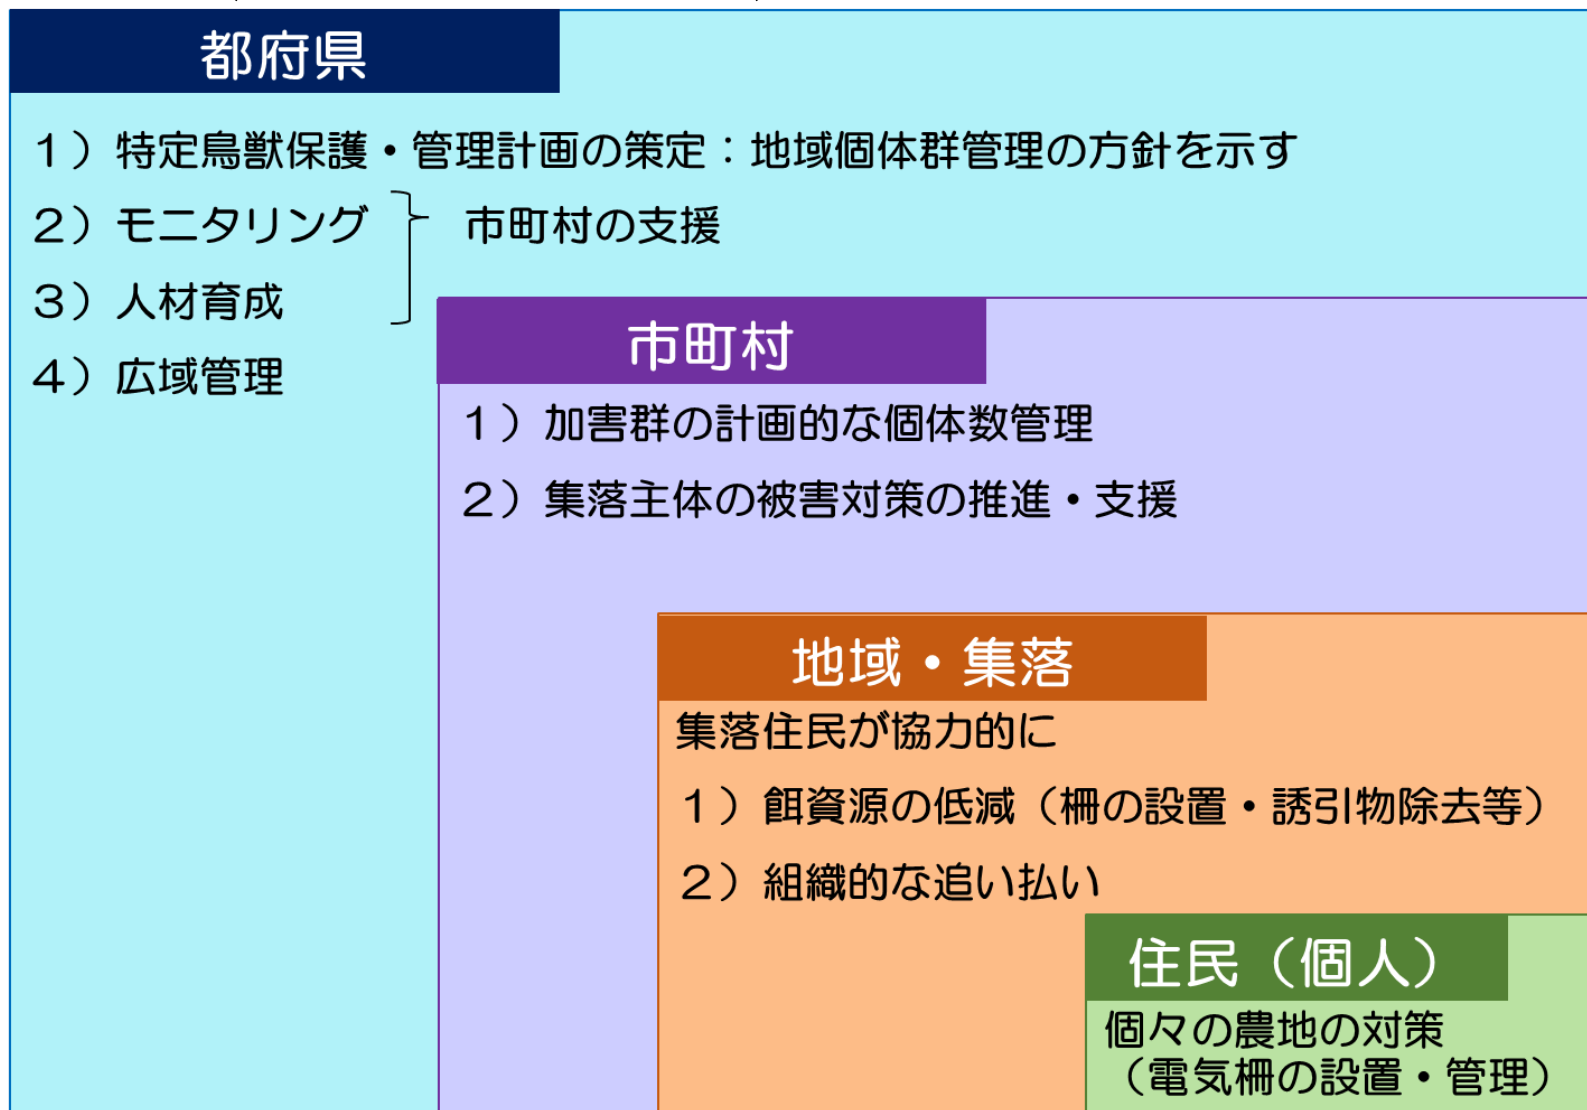 都府県
１）特定鳥獣保護・管理計画の策定：地域個体群管理の方針を示す
２）モニタリング　市町村の支援
３）人材育成
４）広域管理
市町村
１）加害群の計画的な個体数管理
２）集落主体の被害対策の推進・支援
地域・集落
集落住民が協力的に
１）餌資源の低減（柵の設置・誘引物除去等）
２）組織的な追い払い
住民（個人）
個々の農地の対策
（電気柵の設置・管理）